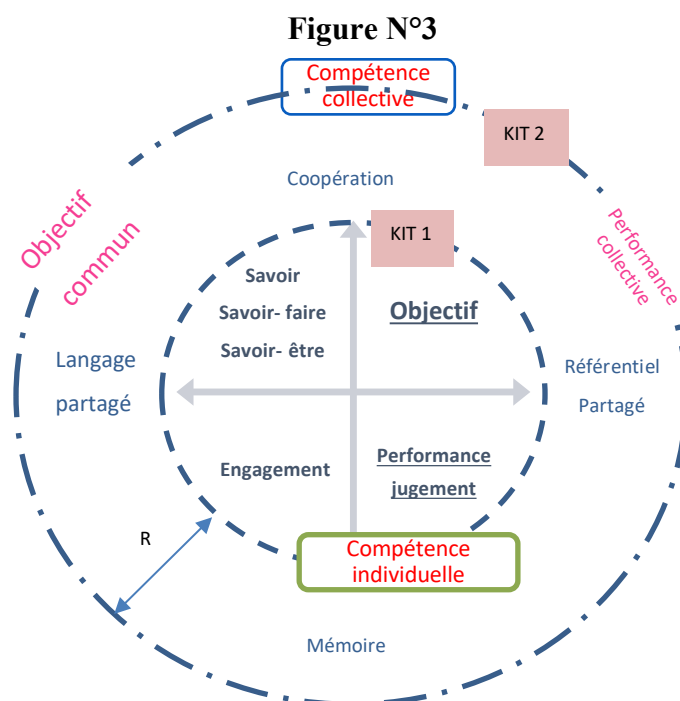 Figure N°3
Compétence
collective
KIT 2
Coopération
Objectif
commun
Performance
collective
KIT 1
Savoir
Savoir- faire
Savoir- être
Objectif
Langage
partagé
Référentiel
Partagé
Engagement
Performance
jugement
R
Compétence
individuelle
Mémoire